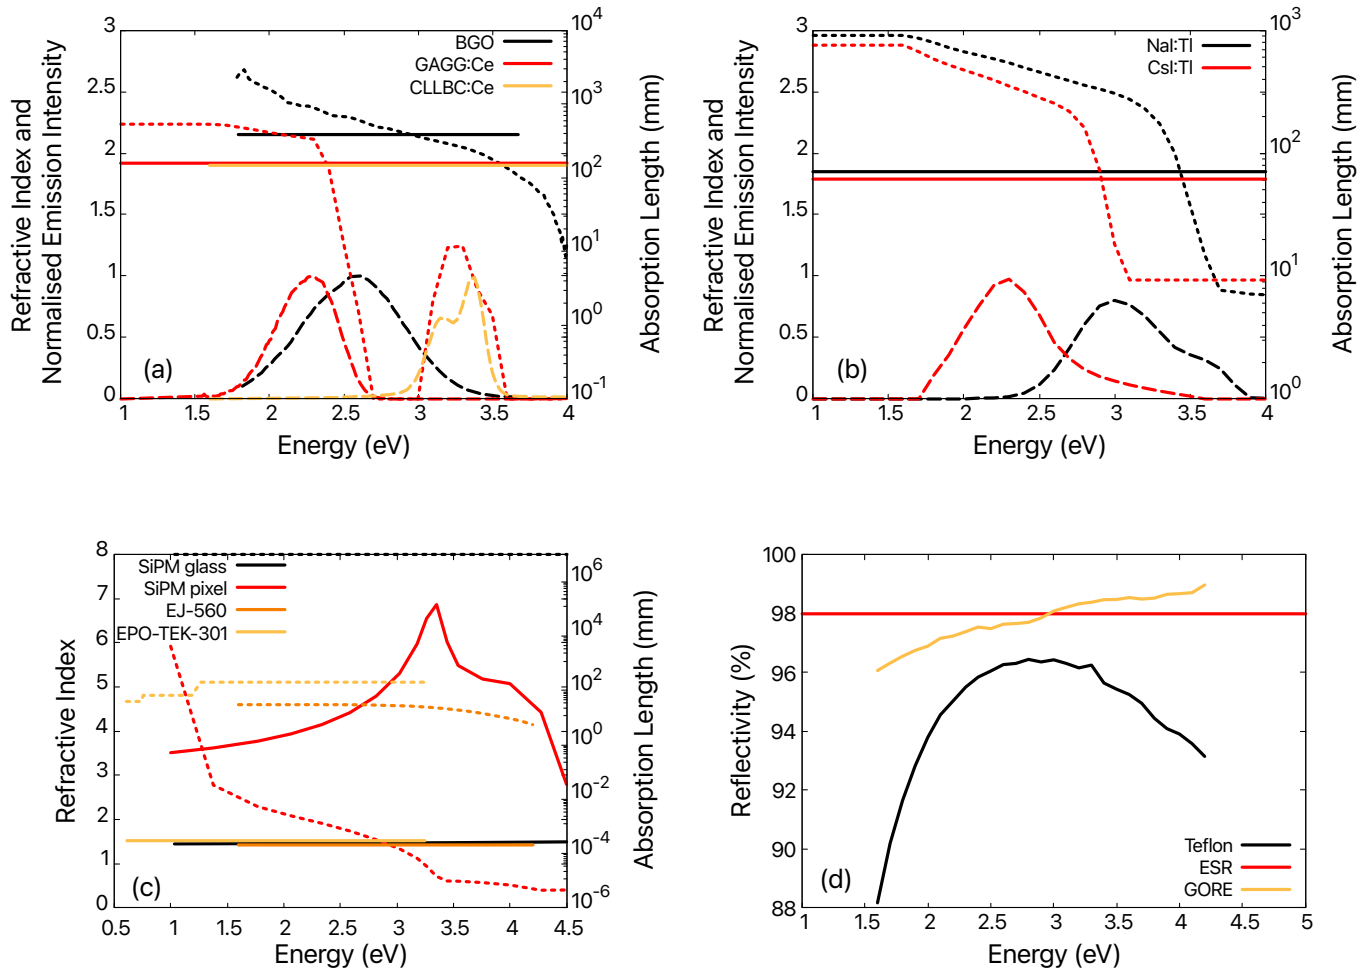 3
2.5
2
1.5
1
0.5
0
Refractive Index and
Normalised Emission Intensity
BGO
GAGG:Ce
CLLBC:Ce
(a)
10^4
10^3
10^2
10^1
10^0
10^-1
Absorption Length (mm)
1 1.5 2 2.5 3 3.5 4
Energy (eV)
3
2.5
2
1.5
1
0.5
0
Refractive Index and
Normalised Emission Intensity
NaI:Tl
CsI:Tl
(b)
10^3
10^2
10^1
10^0
Absorption Length (mm)
1 1.5 2 2.5 3 3.5 4
Energy (eV)
8
7
6
5
4
3
2
1
0
Refractive Index
SiPM glass
SiPM pixel
EJ-560
EPO-TEK-301
(c)
10^6
10^4
10^2
10^0
10^-2
10^-4
10^-6
Absorption Length (mm)
0.5 1 1.5 2 2.5 3 3.5 4 4.5
Energy (eV)
100
98
96
94
92
90
88
Reflectivity (%)
Teflon
ESR
GORE
(d)
1 1.5 2 2.5 3 3.5 4 4.5 5
Energy (eV)